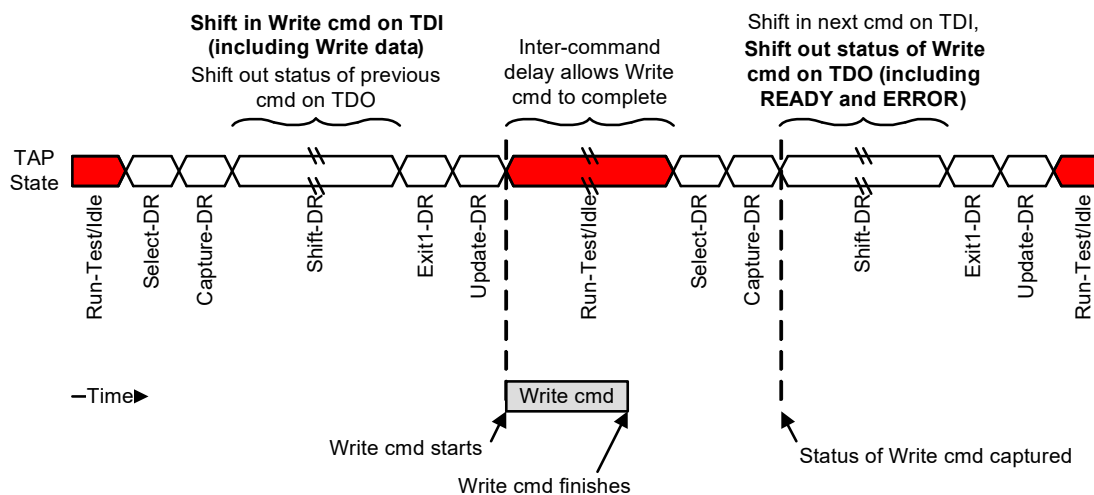 Shift in Write cmd on TDI
(including Write data)
Shift out status of previous
cmd on TDO
Inter-command
delay allows Write
cmd to complete
Shift in next cmd on TDI,
Shift out status of Write
cmd on TDO (including
READY and ERROR)
TAP
State
Run-Test/Idle
Select-DR
Capture-DR
Shift-DR
Exit1-DR
Update-DR
Run-Test/Idle
Select-DR
Capture-DR
Shift-DR
Exit1-DR
Update-DR
Run-Test/Idle
Time
Write cmd
Write cmd starts
Write cmd finishes
Status of Write cmd captured